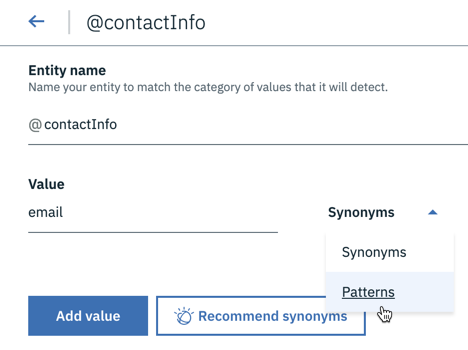 @contactInfo
Entity name
Name your entity to match the category of values that it will detect.
@contactInfo
Value
email
Synonyms
Synonyms
Patterns
Add value
Recommend synonyms